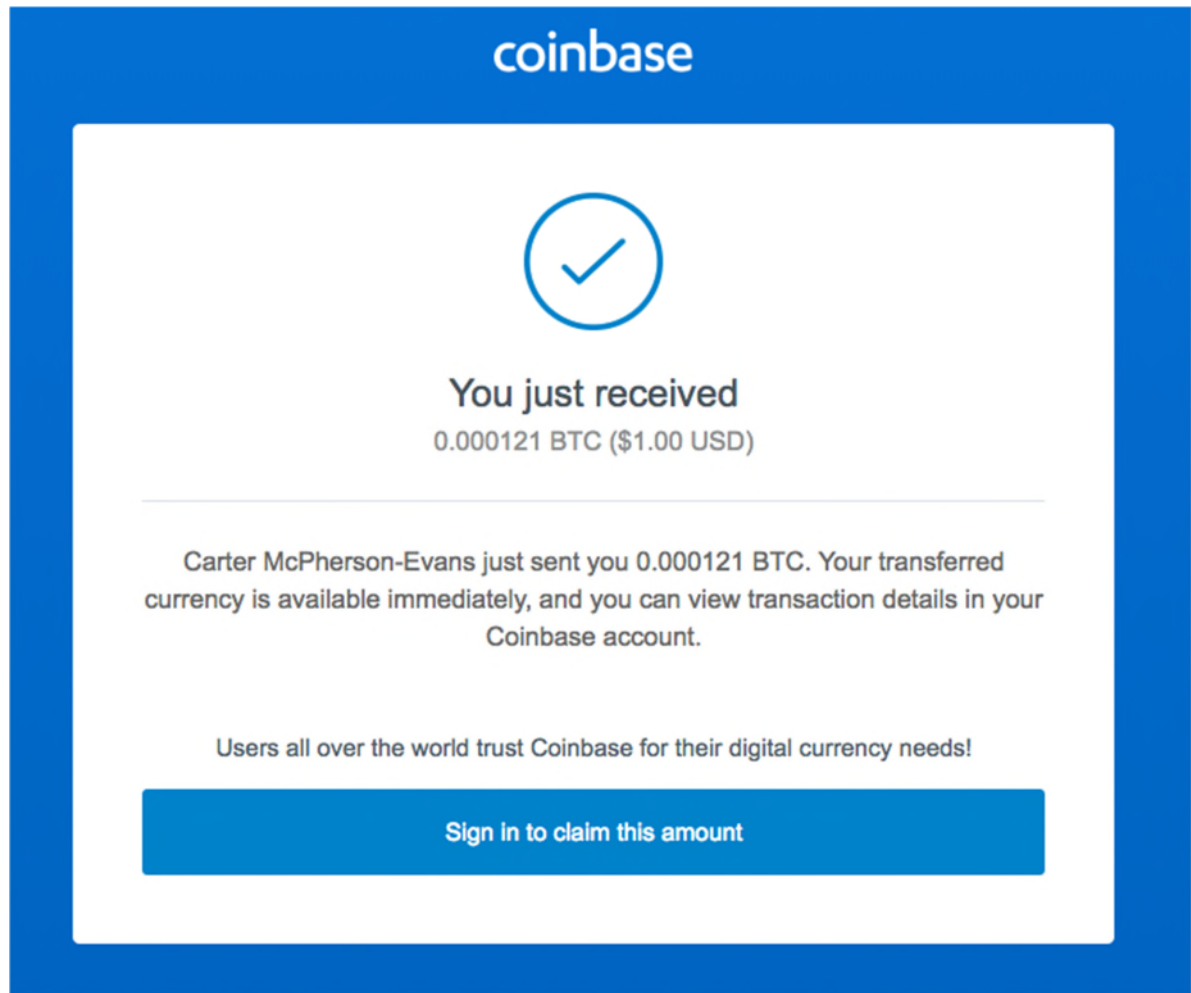 coinbase
You just received
0.000121 BTC ($1.00 USD)
Carter McPherson-Evans just sent you 0.000121 BTC. Your transferred
currency is available immediately, and you can view transaction details in your
Coinbase account.
Users all over the world trust Coinbase for their digital currency needs!
Sign in to claim this amount